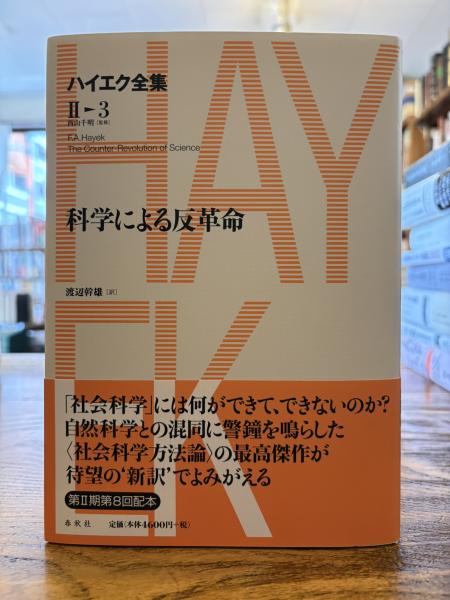 HAY
EK
ハイエク全集
II-3
西山千明［監修］
F.A.Hayek
The Counter-Revolution of Science
科学による反革命
渡辺幹雄［訳］
「社会科学」には何ができて、できないのか?
自然科学との混同に警鐘を鳴らした
〈社会科学方法論〉の最高傑作が
待望の“新訳”でよみがえる
第II期第8回配本
春秋社
定価(本体4600円+税)